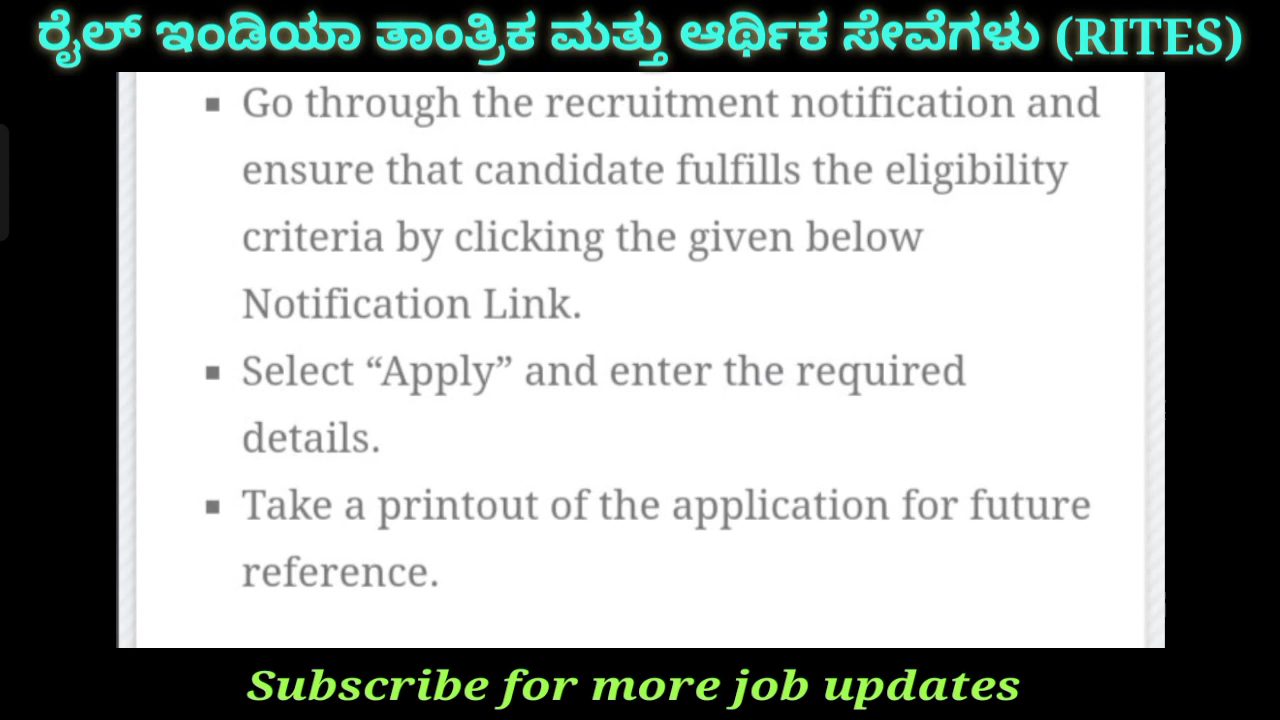 ರೈಲ್ ಇಂಡಿಯಾ ತಾಂತ್ರಿಕ ಮತ್ತು ಆರ್ಥಿಕ ಸೇವೆಗಳು (RITES)
▪ Go through the recruitment notification and
ensure that candidate fulfills the eligibility
criteria by clicking the given below
Notification Link.
▪ Select “Apply” and enter the required
details.
▪ Take a printout of the application for future
reference.
Subscribe for more job updates